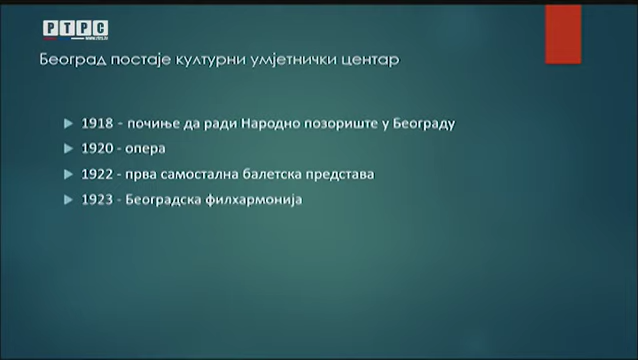 РТРС
Београд постаје културни умјетнички центар
1918 - почиње да ради Народно позориште у Београду
1920 - опера
1922 - прва самостална балетска представа
1923 - Београдска филхармонија